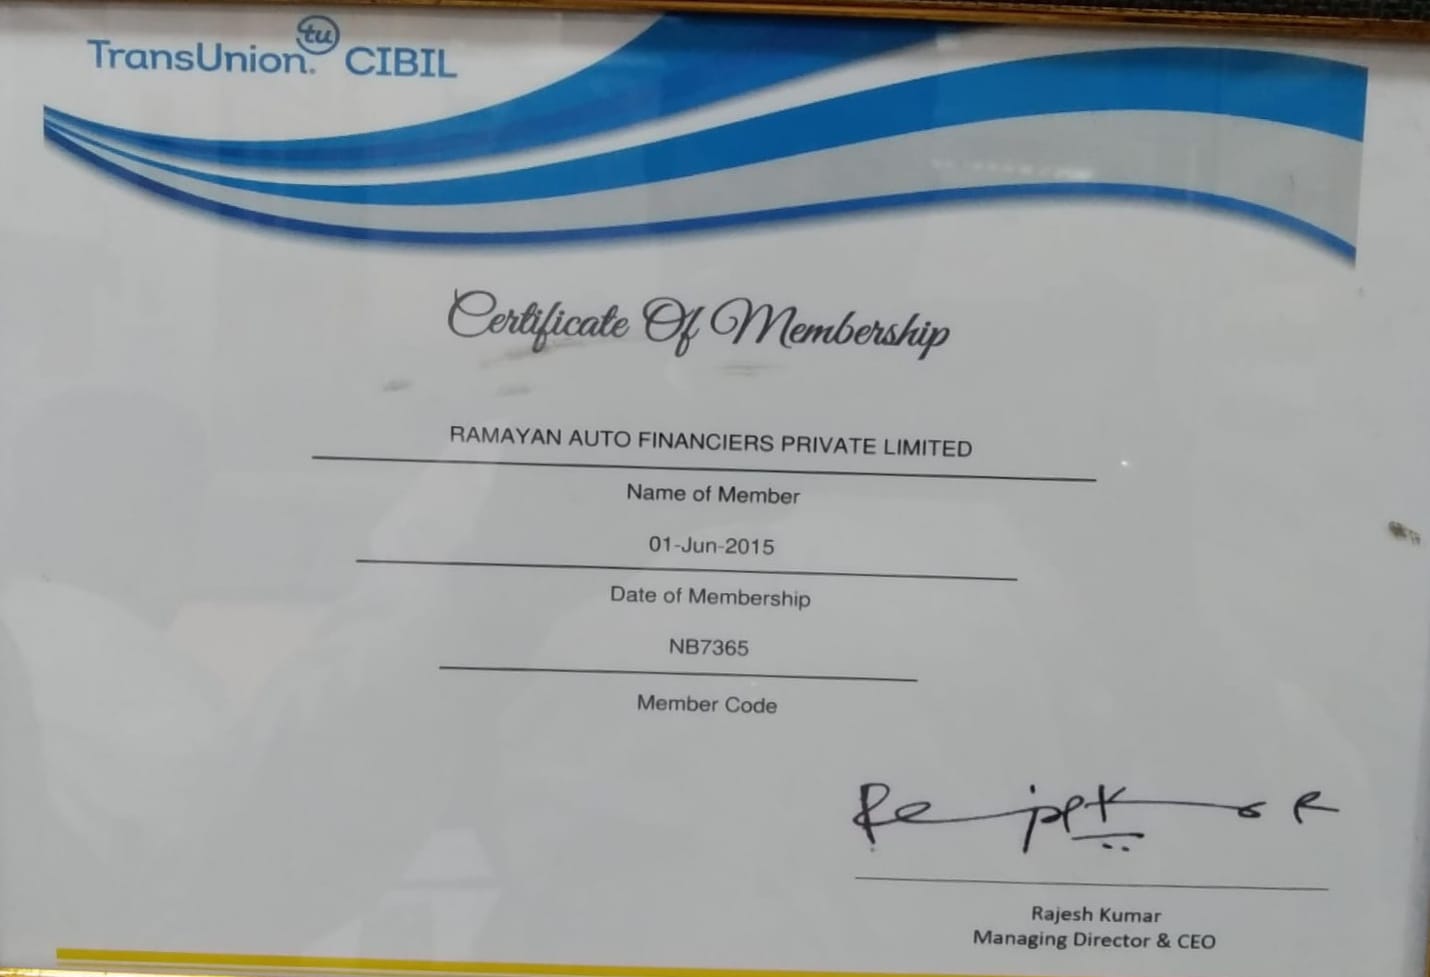 TransUnion. tu CIBIL
Certificate Of Membership
RAMAYAN AUTO FINANCIERS PRIVATE LIMITED
Name of Member
01-Jun-2015
Date of Membership
NB7365
Member Code
Rajesh Kumar
Managing Director & CEO